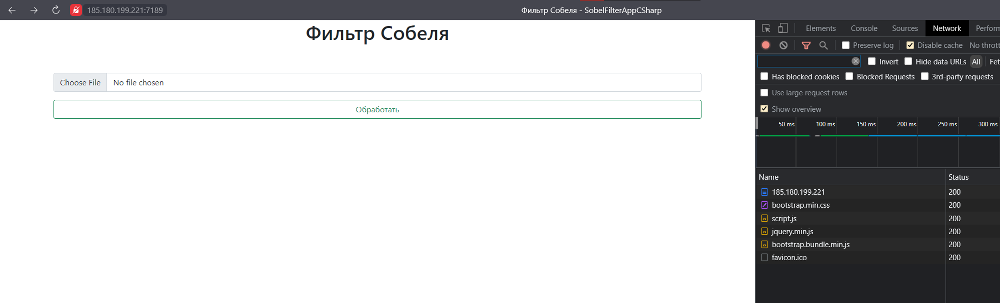 185.180.199.221:7189
Фильтр Собеля - SobelFilterAppCSharp
Фильтр Собеля
Choose File No file chosen
Обработать
Elements Console Sources Network Perform
Preserve log Disable cache No thrott
Invert Hide data URLs All Fet
Has blocked cookies Blocked Requests 3rd-party requests
Use large request rows
Show overview
50 ms 100 ms 150 ms 200 ms 250 ms 300 ms
Name Status
185.180.199.221 200
bootstrap.min.css 200
script.js 200
jquery.min.js 200
bootstrap.bundle.min.js 200
favicon.ico 200